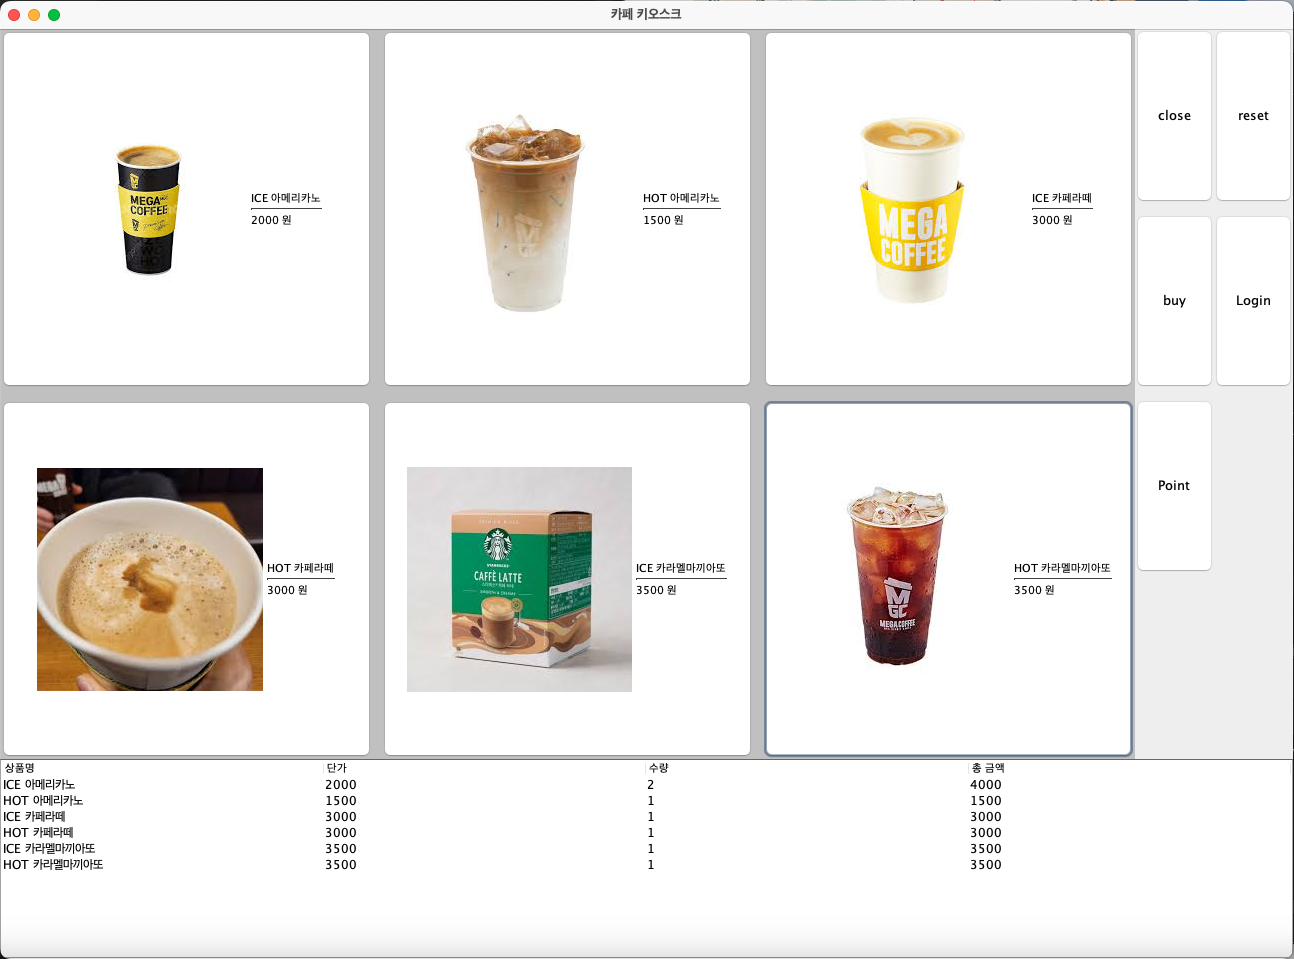 카페 키오스크
MEGA
COFFEE
ICE 아메리카노
2000 원
HOT 아메리카노
1500 원
MEGA
COFFEE
ICE 카페라떼
3000 원
close
reset
buy
Login
HOT 카페라떼
3000 원
STARBUCKS
CAFFÈ LATTE
SMOOTH & CREAMY
ICE 카라멜마끼아또
3500 원
MGC
MEGACOFFEE
HOT 카라멜마끼아또
3500 원
Point
상품명 단가 수량 총 금액
ICE 아메리카노 2000 2 4000
HOT 아메리카노 1500 1 1500
ICE 카페라떼 3000 1 3000
HOT 카페라떼 3000 1 3000
ICE 카라멜마끼아또 3500 1 3500
HOT 카라멜마끼아또 3500 1 3500